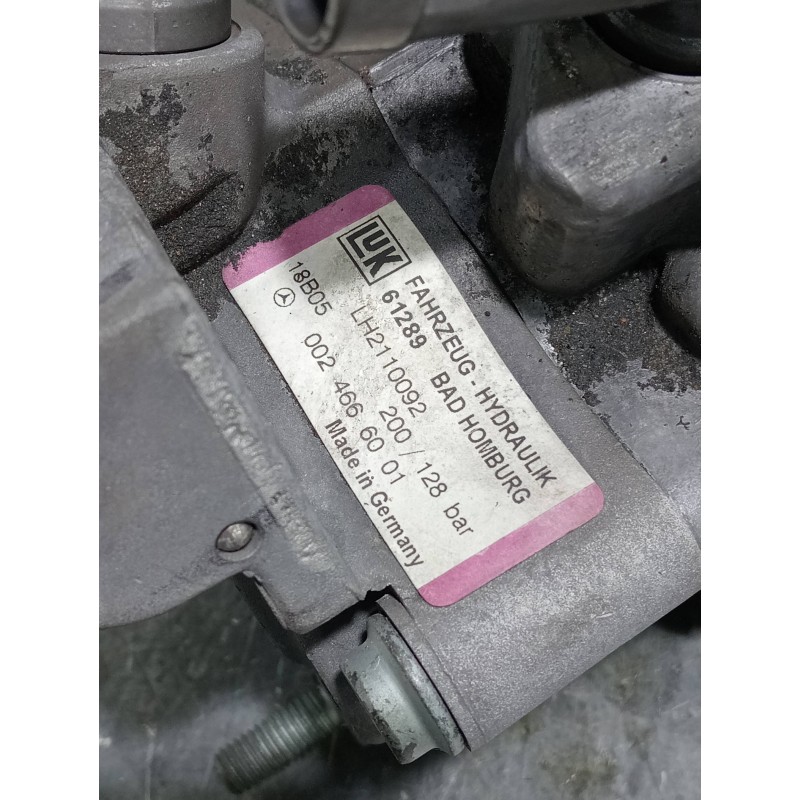 LUK
FAHRZEUG - HYDRAULIK
61289 BAD HOMBURG
LH2110092 200 / 128 bar
18B05
002 466 60 01
Made in Germany